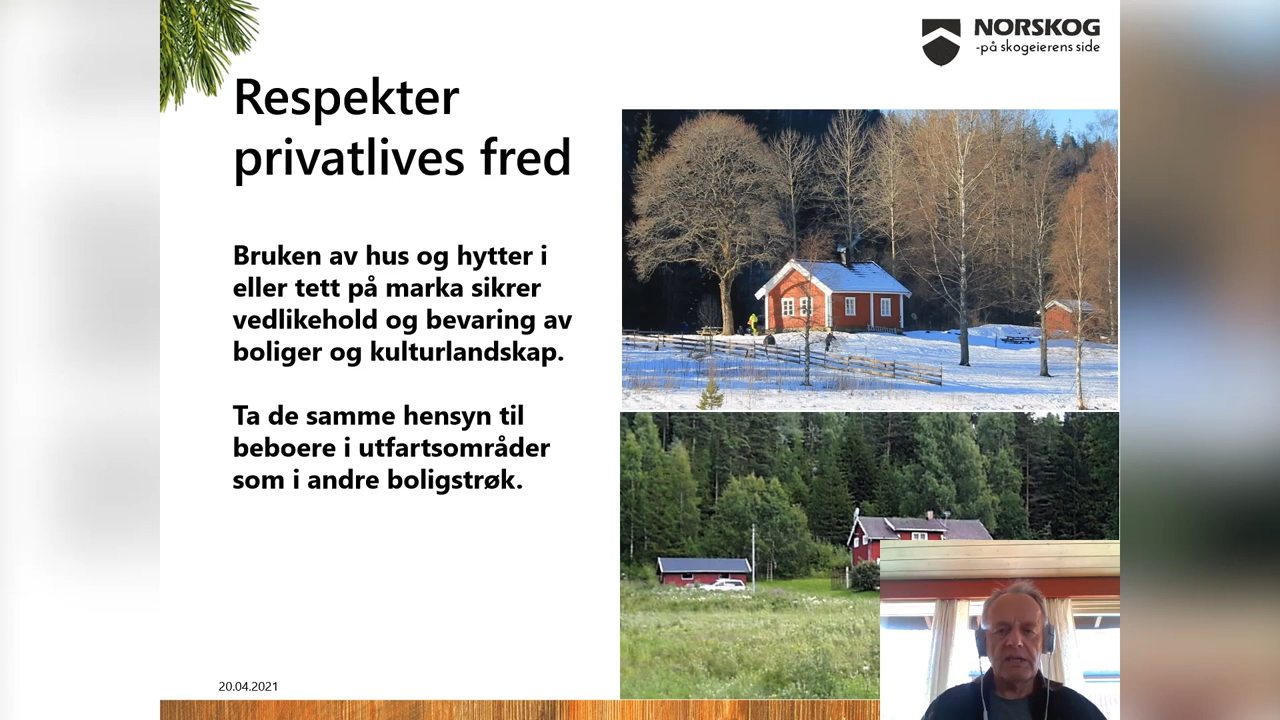 NORSKOG
-på skogeierens side
Respekter
privatlives fred
Bruken av hus og hytter i
eller tett på marka sikrer
vedlikehold og bevaring av
boliger og kulturlandskap.
Ta de samme hensyn til
beboere i utfartsområder
som i andre boligstrøk.
20.04.2021